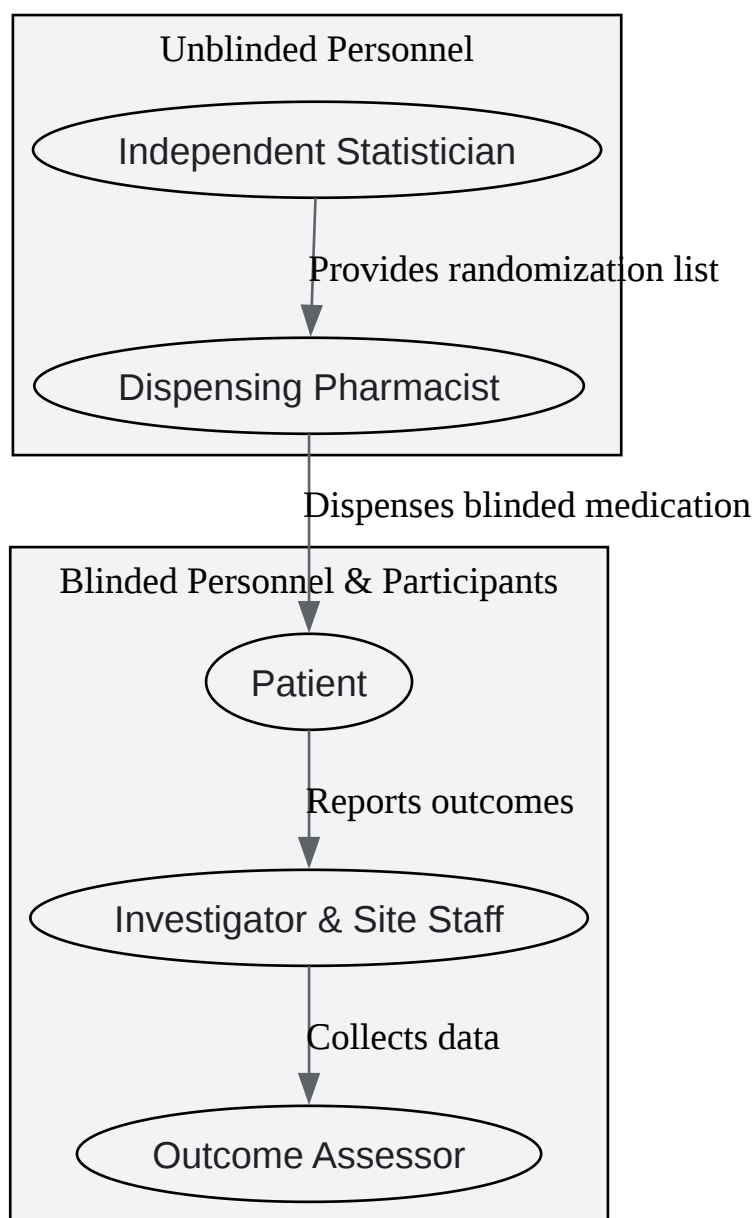 Unblinded Personnel
Independent Statistician
Provides randomization list
Dispensing Pharmacist
Dispenses blinded medication
Blinded Personnel & Participants
Patient
Reports outcomes
Investigator & Site Staff
Collects data
Outcome Assessor